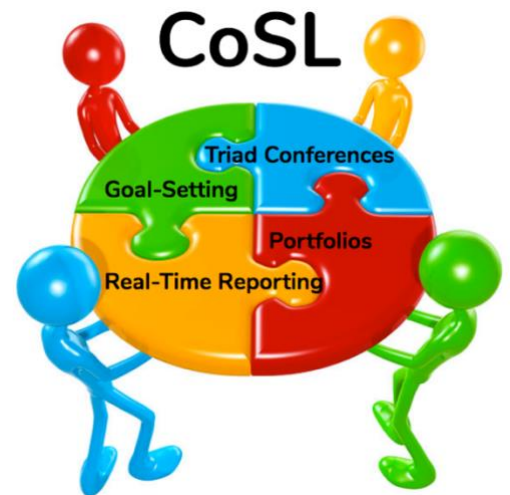 CoSL
Triad Conferences
Goal-Setting
Portfolios
Real-Time Reporting